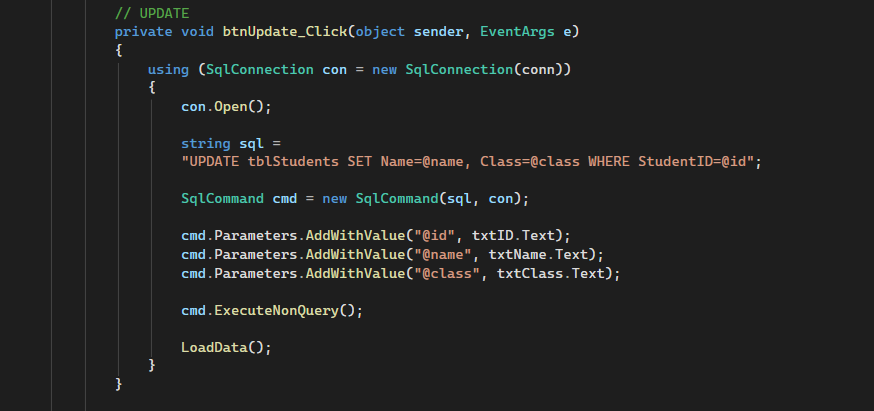 // UPDATE
private void btnUpdate_Click(object sender, EventArgs e)
{
using (SqlConnection con = new SqlConnection(conn))
{
con.Open();
string sql =
"UPDATE tblStudents SET Name=@name, Class=@class WHERE StudentID=@id";
SqlCommand cmd = new SqlCommand(sql, con);
cmd.Parameters.AddWithValue("@id", txtID.Text);
cmd.Parameters.AddWithValue("@name", txtName.Text);
cmd.Parameters.AddWithValue("@class", txtClass.Text);
cmd.ExecuteNonQuery();
LoadData();
}
}